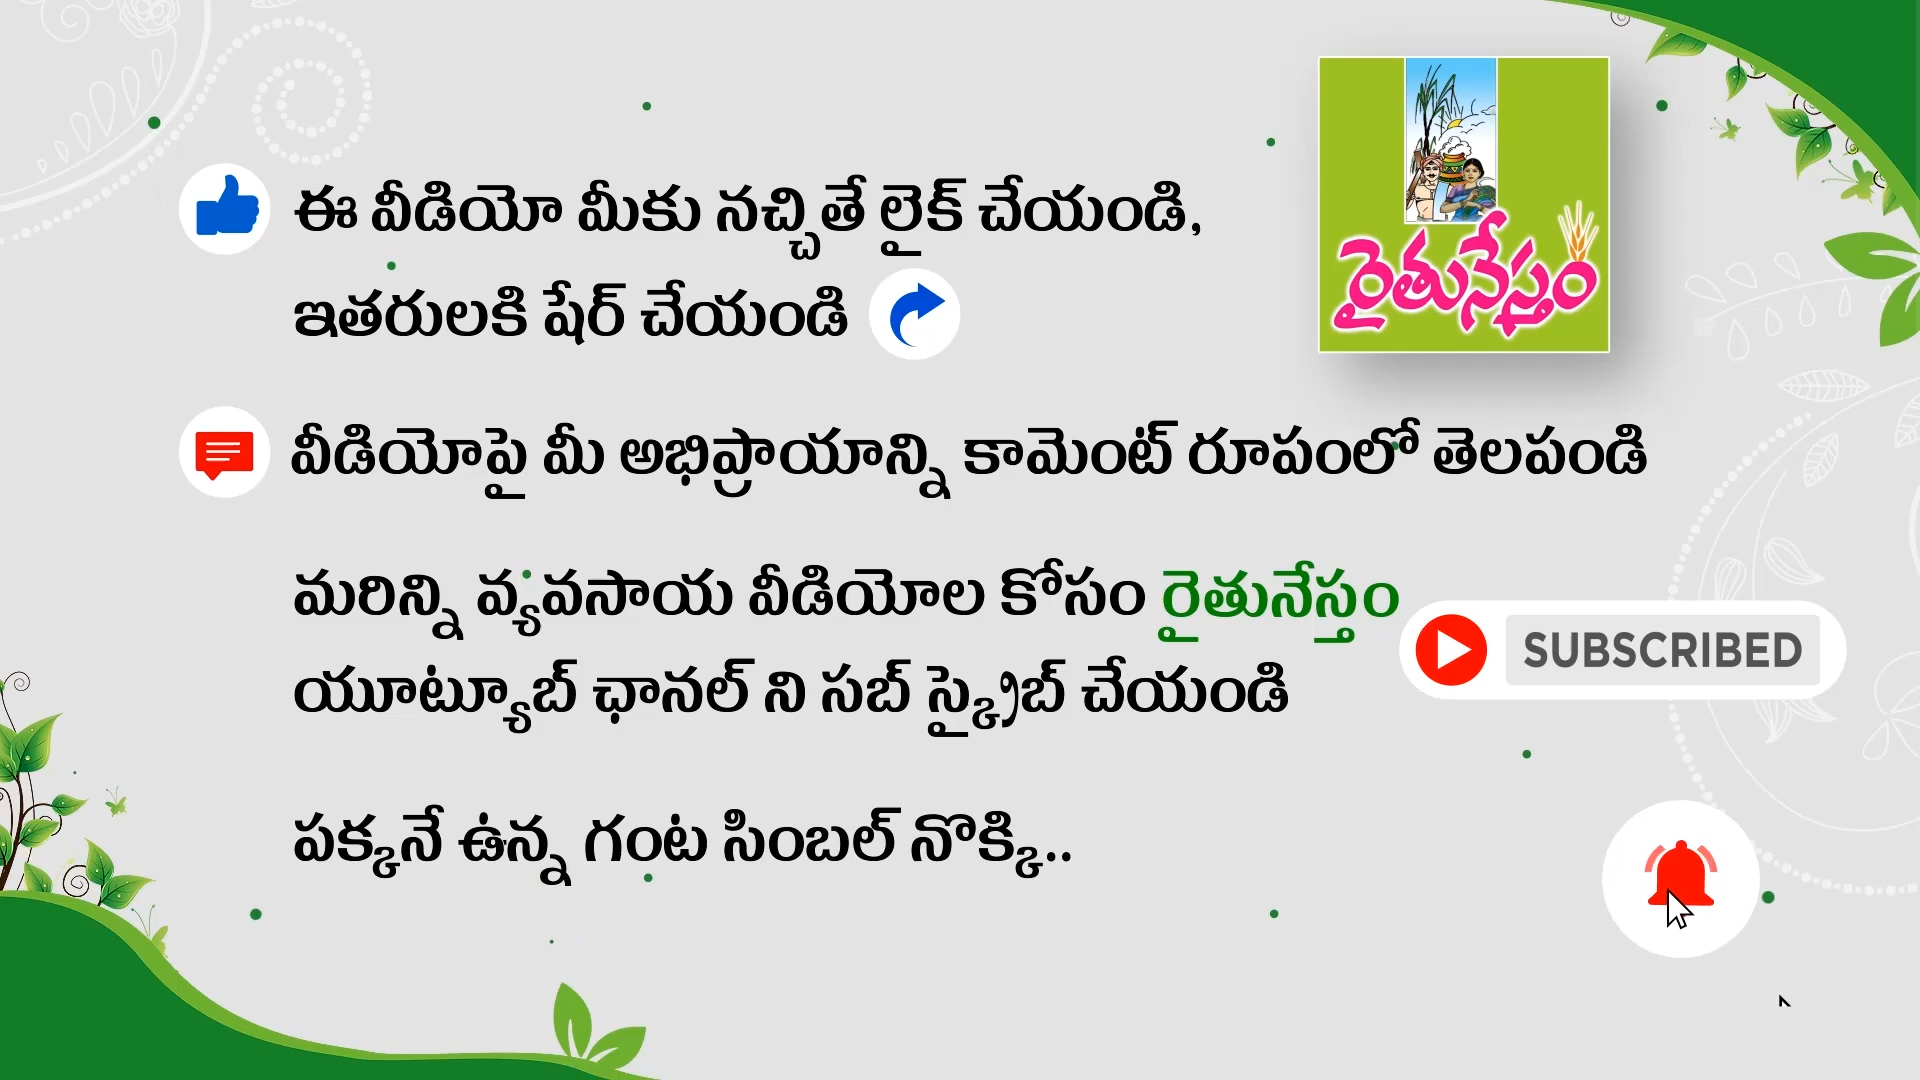 రైతునేస్తం
ఈ వీడియో మీకు నచ్చితే లైక్ చేయండి,
ఇతరులకి షేర్ చేయండి
వీడియోపై మీ అభిప్రాయాన్ని కామెంట్ రూపంలో తెలపండి
మరిన్ని వ్యవసాయ వీడియోల కోసం రైతునేస్తం
యూట్యూబ్ ఛానల్ ని సబ్ స్క్రైబ్ చేయండి
SUBSCRIBED
పక్కనే ఉన్న గంట సింబల్ నొక్కి..